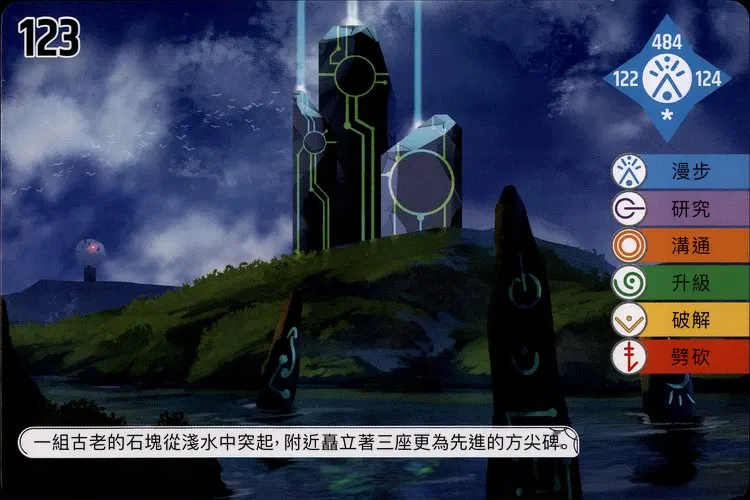 123
484
122
124
*
漫步
研究
溝通
升級
破解
劈砍
一組古老的石塊從淺水中突起，附近矗立著三座更為先進的方尖碑。